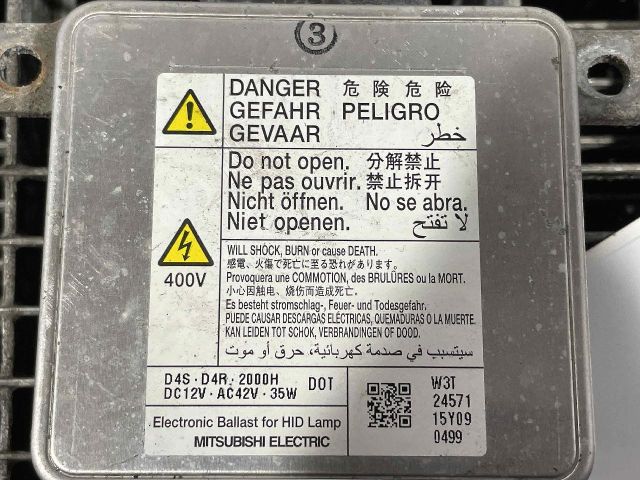 3
DANGER 危険 危险
GEFAHR PELIGRO
GEVAAR خطر
Do not open. 分解禁止
Ne pas ouvrir. 禁止拆开
Nicht öffnen. No se abra.
Niet openen. لا تفتح
400V
WILL SHOCK, BURN or cause DEATH.
感電、火傷で死亡に至る恐れがあります。
Provoquera une COMMOTION, des BRULÛRES ou la MORT.
小心因触电、烧伤而造成死亡.
Es besteht stromschlag-, Feuer- und Todesgefahr.
PUEDE CAUSAR DESCARGAS ELÉCTRICAS, QUEMADURAS O LA MUERTE.
KAN LEIDEN TOT SCHOK, VERBRANDINGEN OF DOOD.
سيتسبب في صدمة كهربائية، حرق أو موت
D4S·D4R·2000H DOT
DC12V·AC42V·35W
Electronic Ballast for HID Lamp
MITSUBISHI ELECTRIC
W3T
24571
15Y09
0499